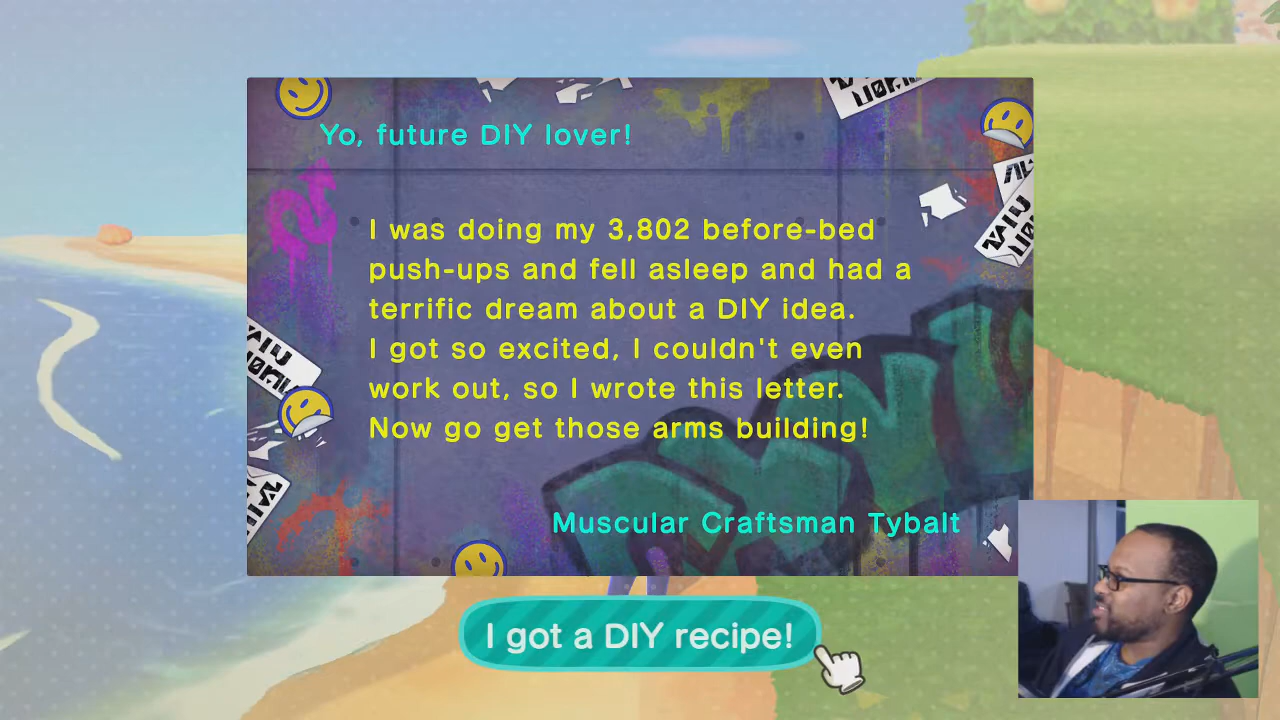 Yo, future DIY lover!
I was doing my 3,802 before-bed
push-ups and fell asleep and had a
terrific dream about a DIY idea.
I got so excited, I couldn't even
work out, so I wrote this letter.
Now go get those arms building!
Muscular Craftsman Tybalt
I got a DIY recipe!